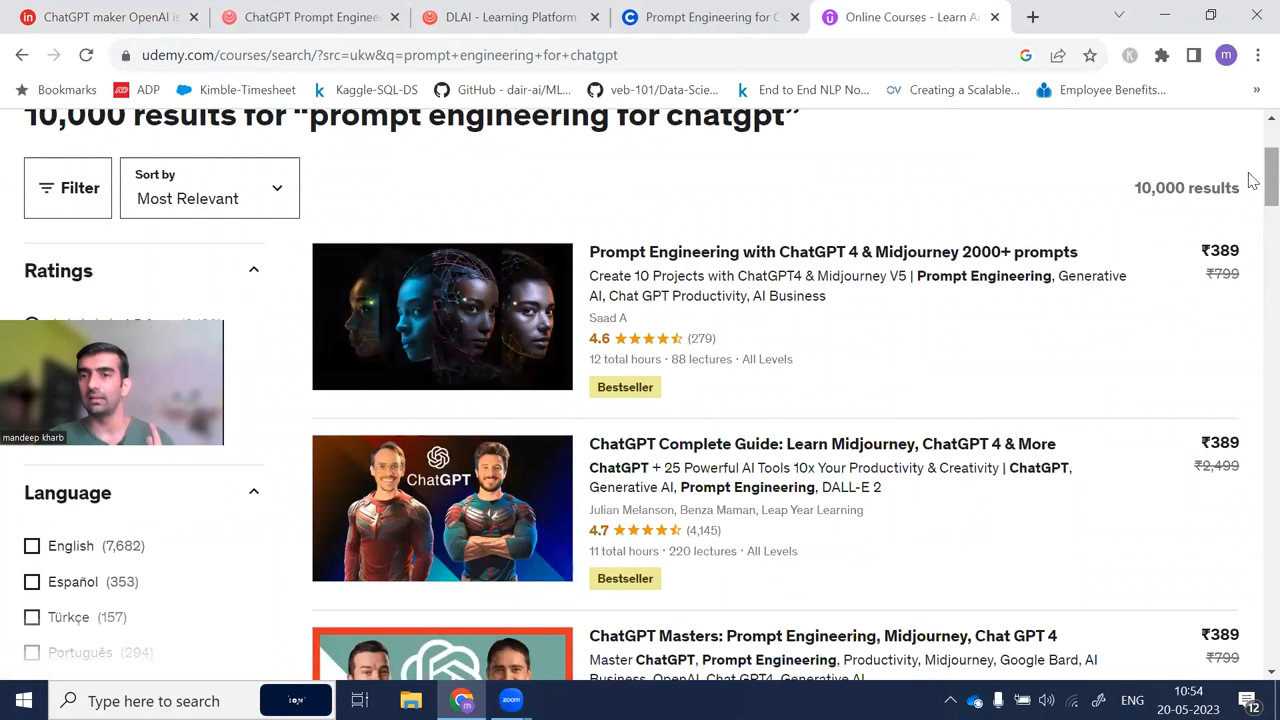 ChatGPT maker OpenAI is
ChatGPT Prompt Enginee
DLAI - Learning Platform
Prompt Engineering for C
Online Courses - Learn A
udemy.com/courses/search/?src=ukw&q=prompt+engineering+for+chatgpt
Bookmarks
ADP
Kimble-Timesheet
Kaggle-SQL-DS
GitHub - dair-ai/ML...
veb-101/Data-Scie...
End to End NLP No...
Creating a Scalable...
Employee Benefits...
»
10,000 results for “prompt engineering for chatgpt”
Filter
Sort by
Most Relevant
10,000 results
Ratings
Prompt Engineering with ChatGPT 4 & Midjourney 2000+ prompts
₹389
Create 10 Projects with ChatGPT4 & Midjourney V5 | Prompt Engineering, Generative
₹799
AI, Chat GPT Productivity, AI Business
Saad A
4.6 (279)
12 total hours · 88 lectures · All Levels
Bestseller
mandeep kharb
ChatGPT
ChatGPT Complete Guide: Learn Midjourney, ChatGPT 4 & More
₹389
ChatGPT + 25 Powerful AI Tools 10x Your Productivity & Creativity | ChatGPT,
₹2,499
Generative AI, Prompt Engineering, DALL-E 2
Julian Melanson, Benza Maman, Leap Year Learning
4.7 (4,145)
11 total hours · 220 lectures · All Levels
Bestseller
Language
English (7,682)
Español (353)
Türkçe (157)
Português (294)
ChatGPT Masters: Prompt Engineering, Midjourney, Chat GPT 4
₹389
Master ChatGPT, Prompt Engineering, Productivity, Midjourney, Google Bard, AI
₹799
Business, OpenAI, Chat GPT4, Generative AI
Type here to search
zoom
ENG
10:54
20-05-2023
12